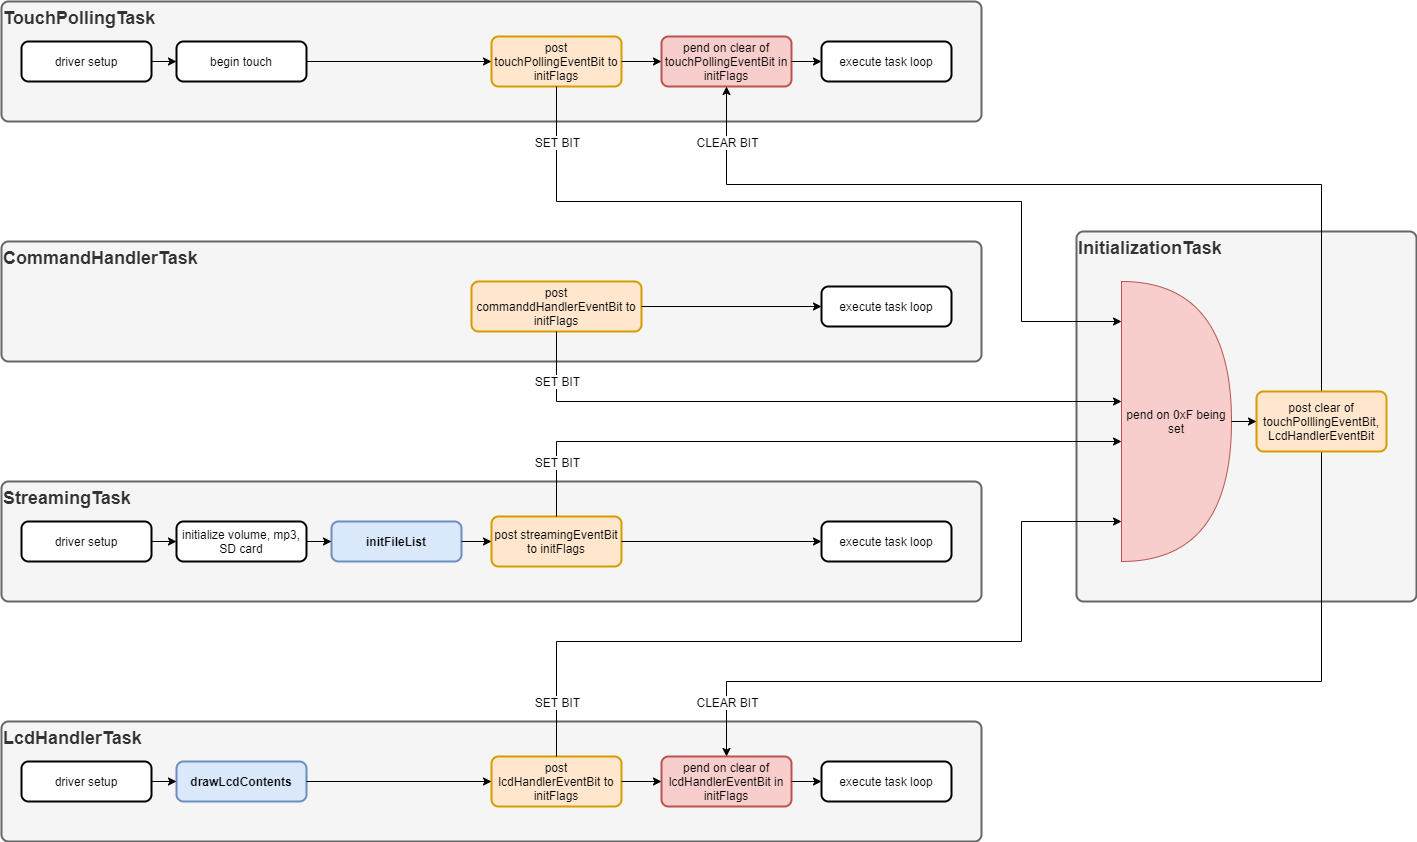 TouchPollingTask
driver setup
begin touch
post
touchPollingEventBit to
initFlags
pend on clear of
touchPollingEventBit in
initFlags
execute task loop
SET BIT
CLEAR BIT
CommandHandlerTask
post
commanddHandlerEventBit to
initFlags
execute task loop
SET BIT
InitializationTask
pend on 0xF being
set
post clear of
touchPolllingEventBit,
LcdHandlerEventBit
SET BIT
StreamingTask
driver setup
initialize volume, mp3,
SD card
initFileList
post streamingEventBit
to initFlags
execute task loop
SET BIT
CLEAR BIT
LcdHandlerTask
driver setup
drawLcdContents
post
lcdHandlerEventBit to
initFlags
pend on clear of
lcdHandlerEventBit in
initFlags
execute task loop